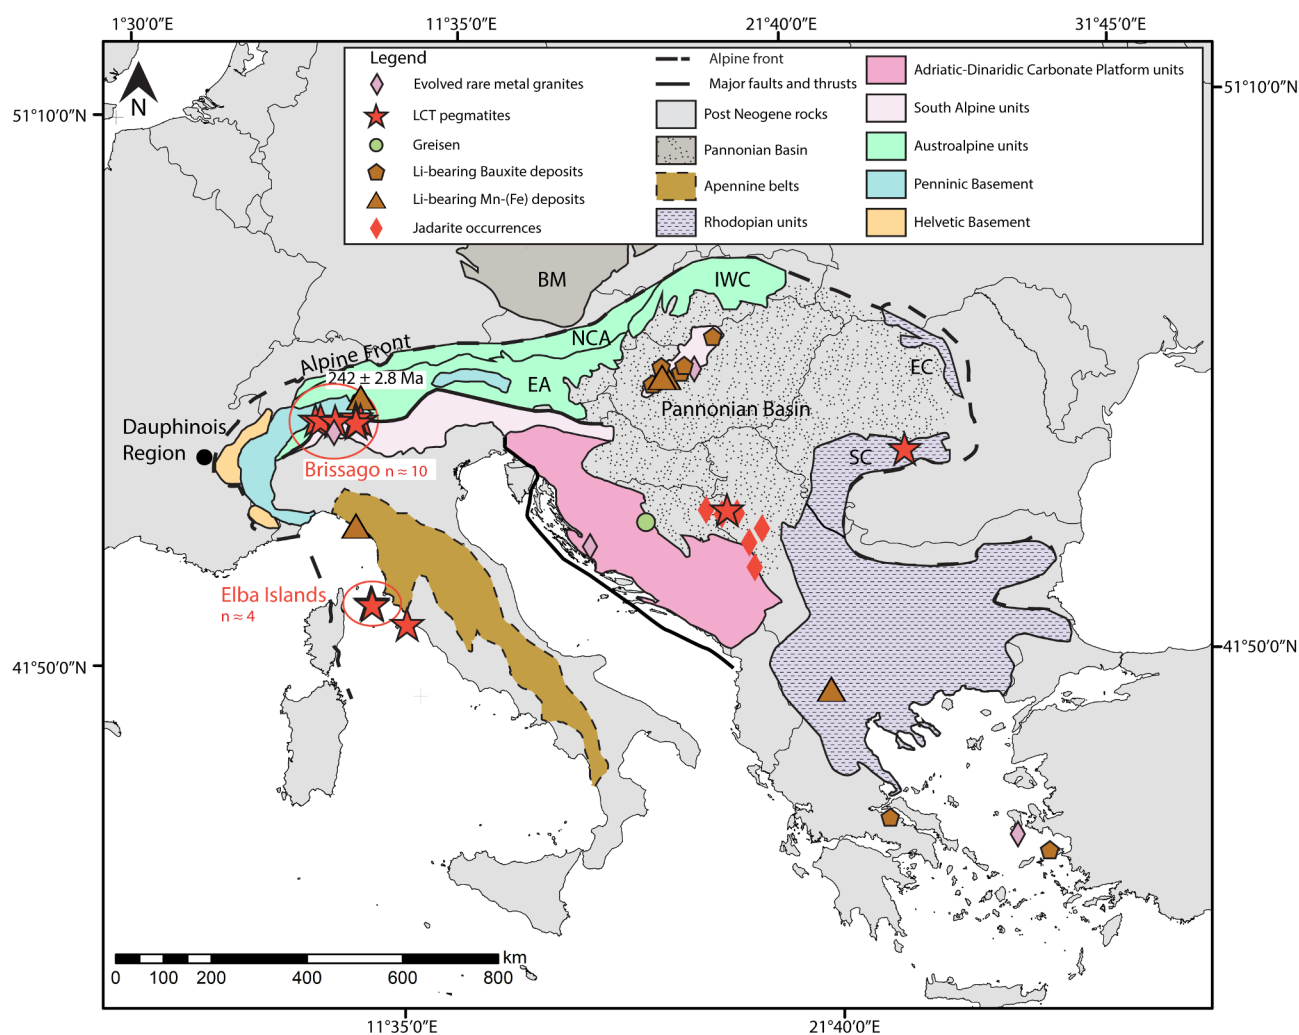 1°30′0″E
11°35′0″E
21°40′0″E
31°45′0″E
51°10′0″N
51°10′0″N
N
Legend
Evolved rare metal granites
LCT pegmatites
Greisen
Li-bearing Bauxite deposits
Li-bearing Mn-(Fe) deposits
Jadarite occurrences
Alpine front
Major faults and thrusts
Post Neogene rocks
Pannonian Basin
Apennine belts
Rhodopian units
Adriatic-Dinaridic Carbonate Platform units
South Alpine units
Austroalpine units
Penninic Basement
Helvetic Basement
BM
IWC
NCA
Alpine Front
242 ± 2.8 Ma
EA
EC
Pannonian Basin
Dauphinois
Region
Brissago n ≈ 10
SC
Elba Islands
n ≈ 4
41°50′0″N
41°50′0″N
km
0 100 200 400 600 800
11°35′0″E
21°40′0″E